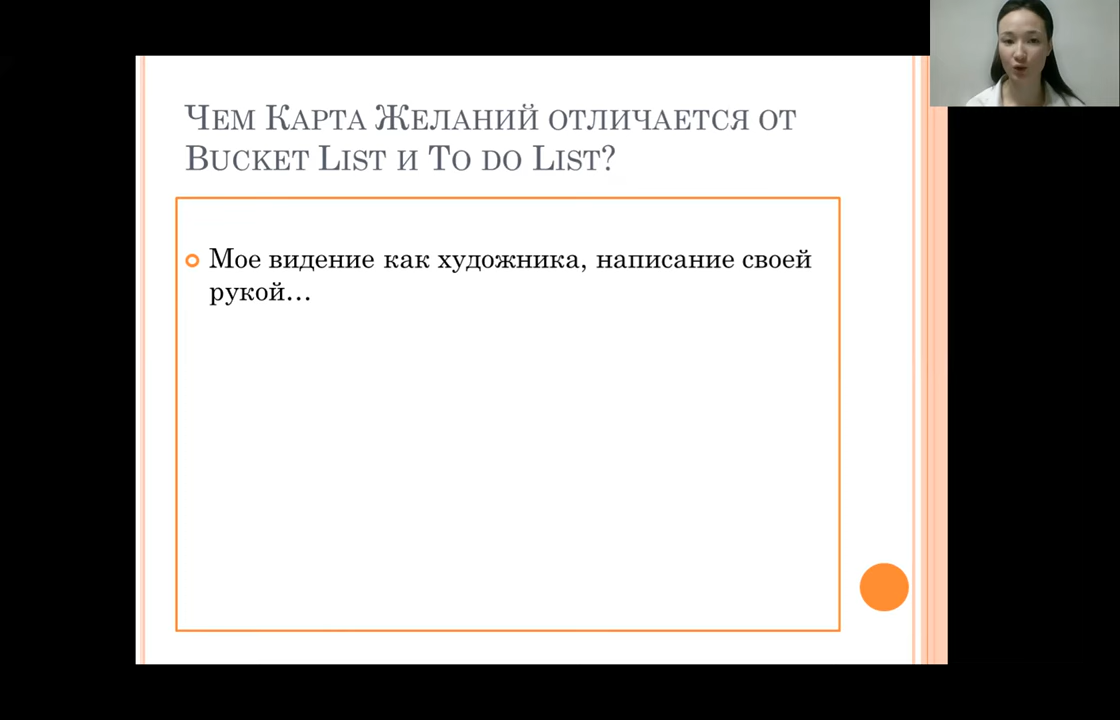 Чем Карта Желаний отличается от
Bucket List и To do List?
Мое видение как художника, написание своей
рукой…